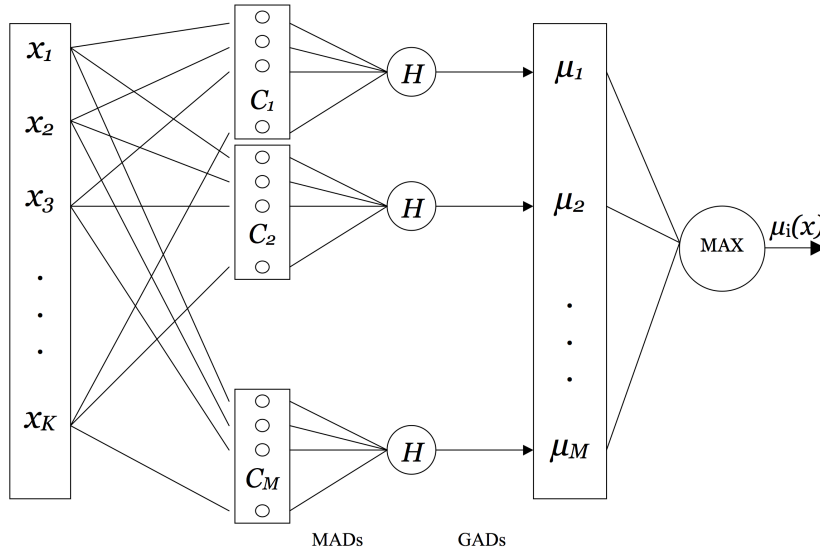 x1
x2
x3
.
.
.
xK
C1
C2
CM
H
H
H
MADs
GADs
μ1
μ2
.
.
.
μM
MAX
μi(x)